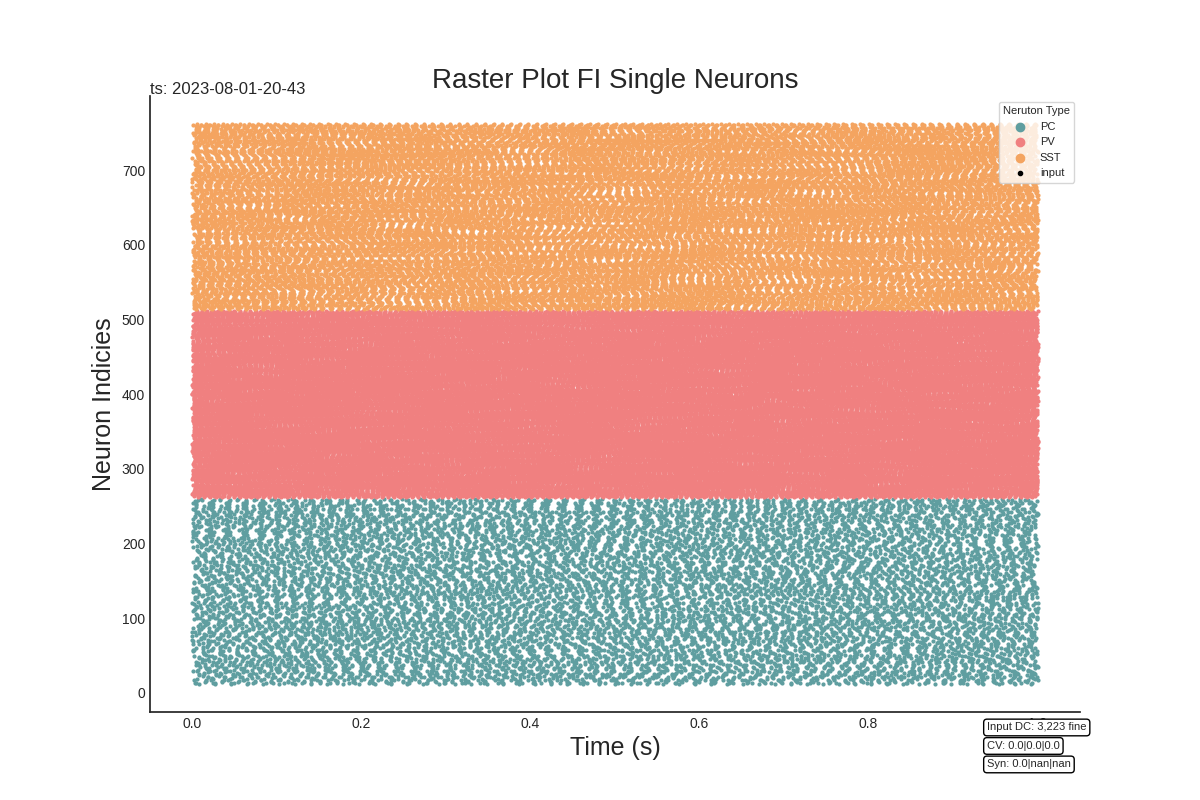 Raster Plot FI Single Neurons
ts: 2023-08-01-20-43
Neruton Type
PC
PV
SST
input
Neuron Indicies
700
600
500
400
300
200
100
0
0.0 0.2 0.4 0.6 0.8
Time (s)
Input DC: 3,223 fine
CV: 0.0|0.0|0.0
Syn: 0.0|nan|nan